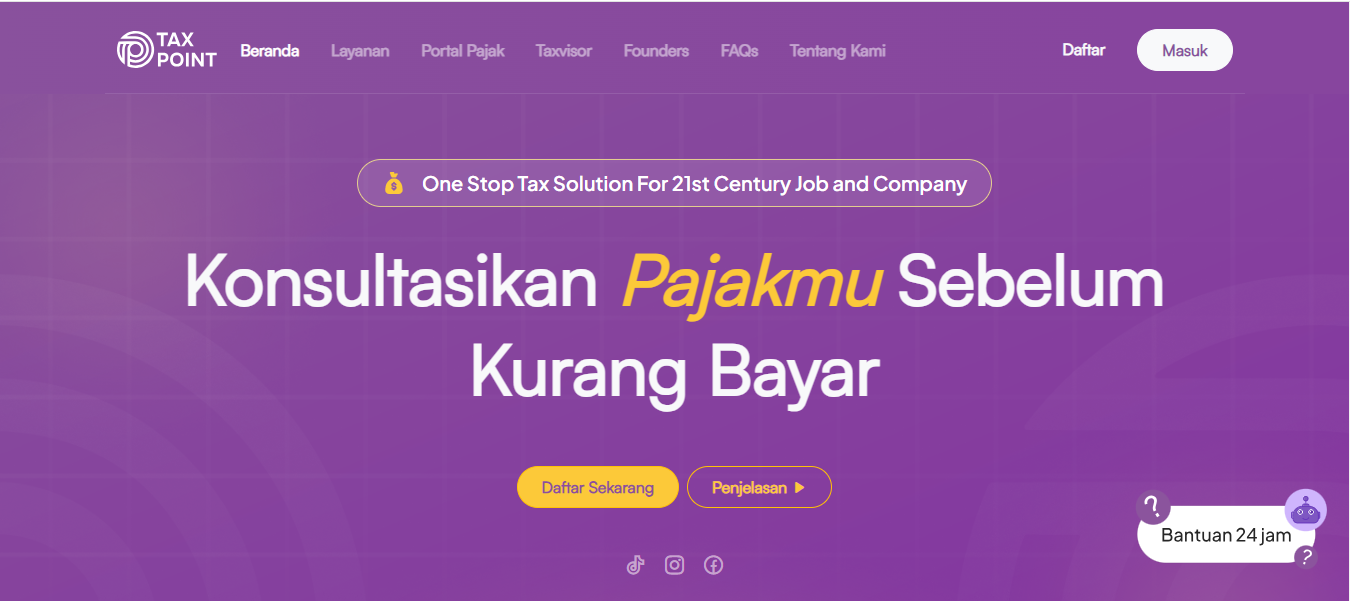 TAX
POINT
Beranda
Layanan
Portal Pajak
Taxvisor
Founders
FAQs
Tentang Kami
Daftar
Masuk
One Stop Tax Solution For 21st Century Job and Company
Konsultasikan Pajakmu Sebelum
Kurang Bayar
Daftar Sekarang
Penjelasan
?
Bantuan 24 jam
?